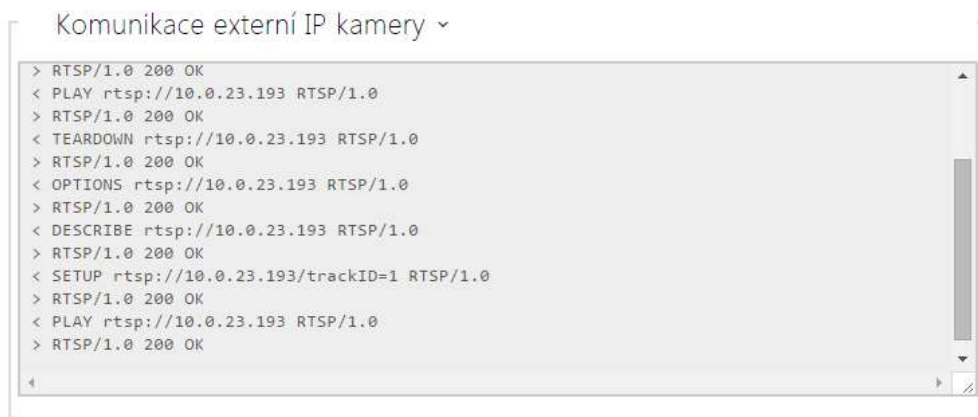 Komunikace externí IP kamery
> RTSP/1.0 200 OK
< PLAY rtsp://10.0.23.193 RTSP/1.0
> RTSP/1.0 200 OK
< TEARDOWN rtsp://10.0.23.193 RTSP/1.0
> RTSP/1.0 200 OK
< OPTIONS rtsp://10.0.23.193 RTSP/1.0
> RTSP/1.0 200 OK
< DESCRIBE rtsp://10.0.23.193 RTSP/1.0
> RTSP/1.0 200 OK
< SETUP rtsp://10.0.23.193/trackID=1 RTSP/1.0
> RTSP/1.0 200 OK
< PLAY rtsp://10.0.23.193 RTSP/1.0
> RTSP/1.0 200 OK